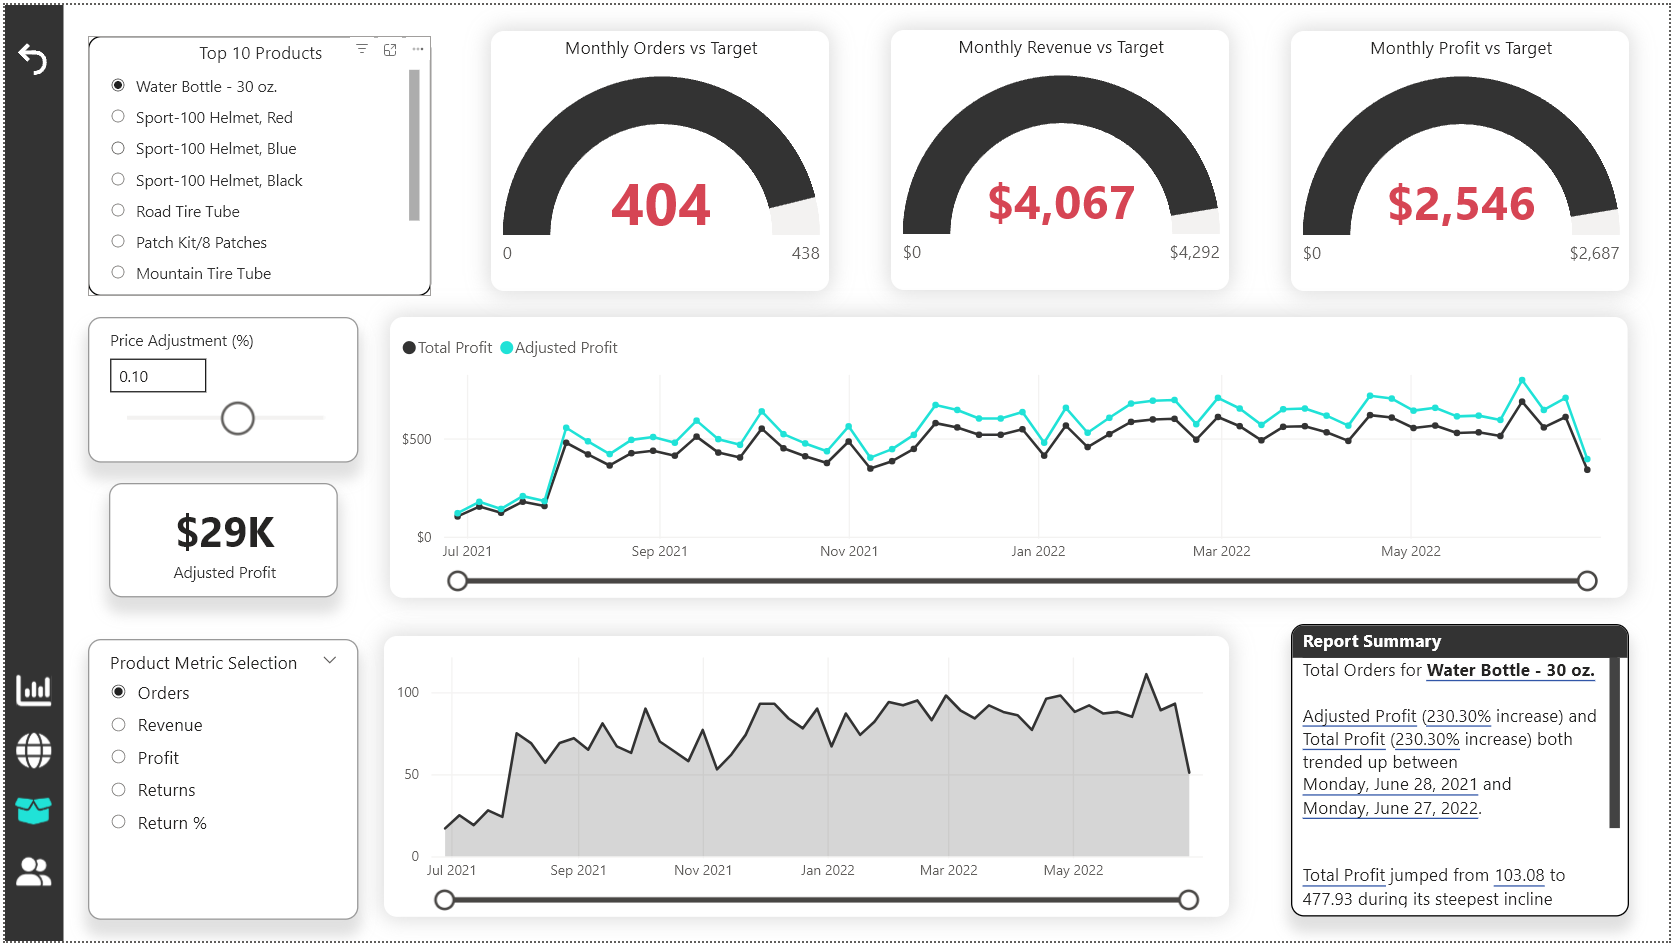 Top 10 Products
Water Bottle - 30 oz.
Sport-100 Helmet, Red
Sport-100 Helmet, Blue
Sport-100 Helmet, Black
Road Tire Tube
Patch Kit/8 Patches
Mountain Tire Tube
Monthly Orders vs Target
404
0
438
Monthly Revenue vs Target
$4,067
$0
$4,292
Monthly Profit vs Target
$2,546
$0
$2,687
Price Adjustment (%)
0.10
$29K
Adjusted Profit
Total Profit Adjusted Profit
$500
$0
Jul 2021 Sep 2021 Nov 2021 Jan 2022 Mar 2022 May 2022
Product Metric Selection
Orders
Revenue
Profit
Returns
Return %
100
50
0
Jul 2021 Sep 2021 Nov 2021 Jan 2022 Mar 2022 May 2022
Report Summary
Total Orders for Water Bottle - 30 oz.
Adjusted Profit (230.30% increase) and
Total Profit (230.30% increase) both
trended up between
Monday, June 28, 2021 and
Monday, June 27, 2022.
Total Profit jumped from 103.08 to
477.93 during its steepest incline